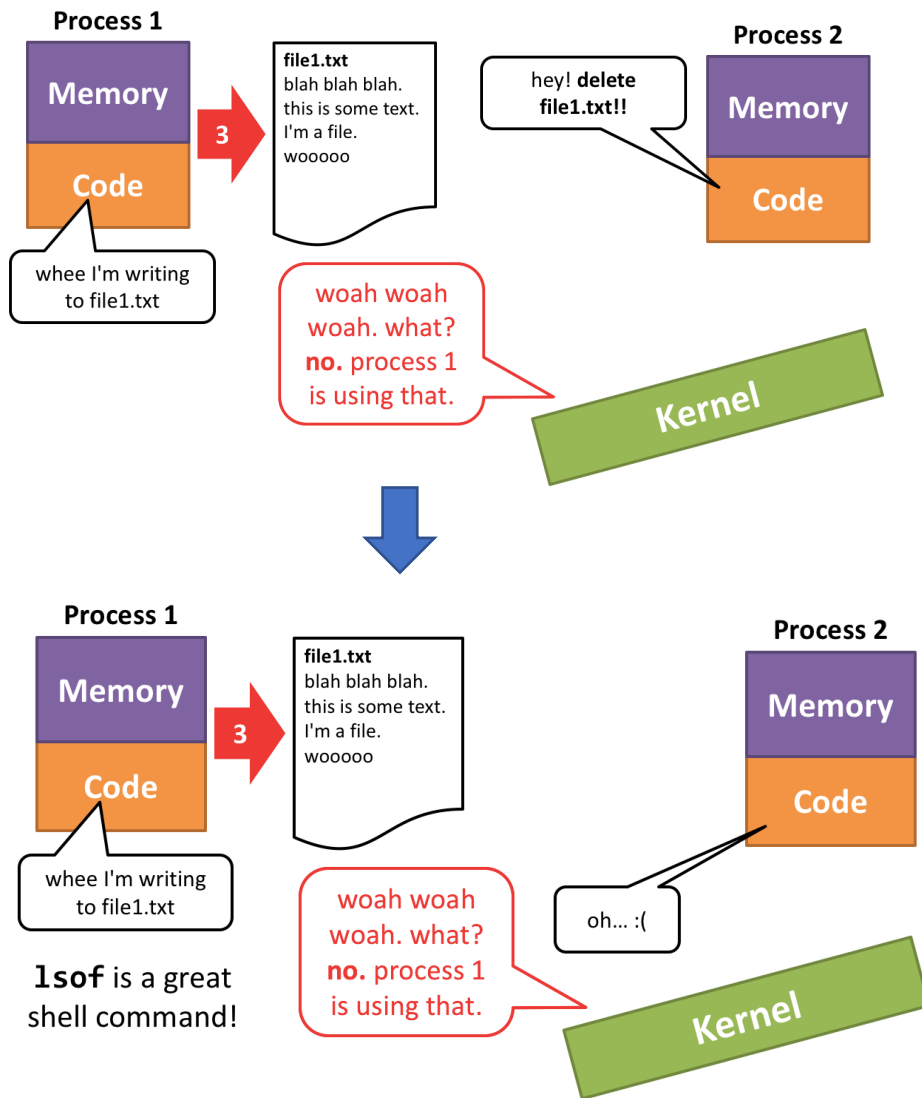 Process 1
Memory
Code
3
file1.txt
blah blah blah.
this is some text.
I'm a file.
wooooo
whee I'm writing
to file1.txt
Process 2
hey! delete
file1.txt!!
Memory
Code
woah woah
woah. what?
no. process 1
is using that.
Kernel
Process 1
Memory
Code
3
file1.txt
blah blah blah.
this is some text.
I'm a file.
wooooo
whee I'm writing
to file1.txt
Process 2
Memory
Code
oh... :(
woah woah
woah. what?
no. process 1
is using that.
Kernel
lsof is a great
shell command!